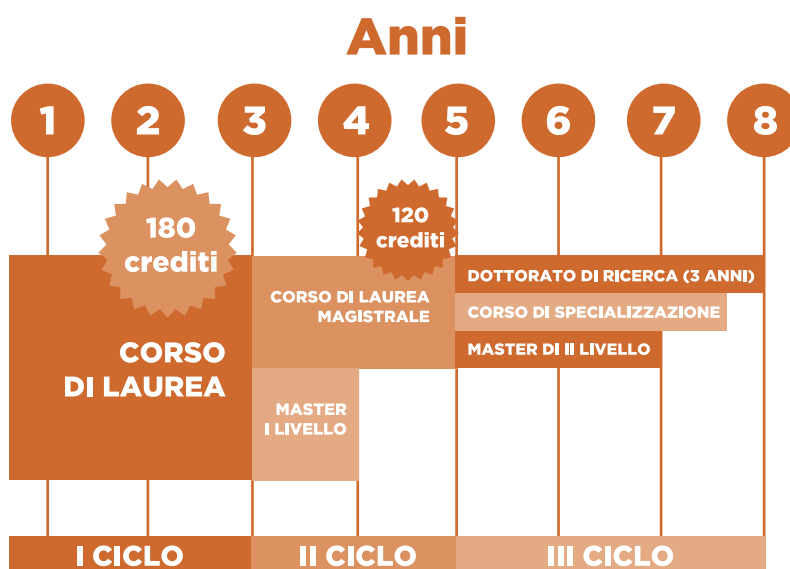 Anni
1 2 3 4 5 6 7 8
180
crediti
120
crediti
CORSO
DI LAUREA
CORSO DI LAUREA
MAGISTRALE
MASTER
I LIVELLO
DOTTORATO DI RICERCA (3 ANNI)
CORSO DI SPECIALIZZAZIONE
MASTER DI II LIVELLO
I CICLO
II CICLO
III CICLO